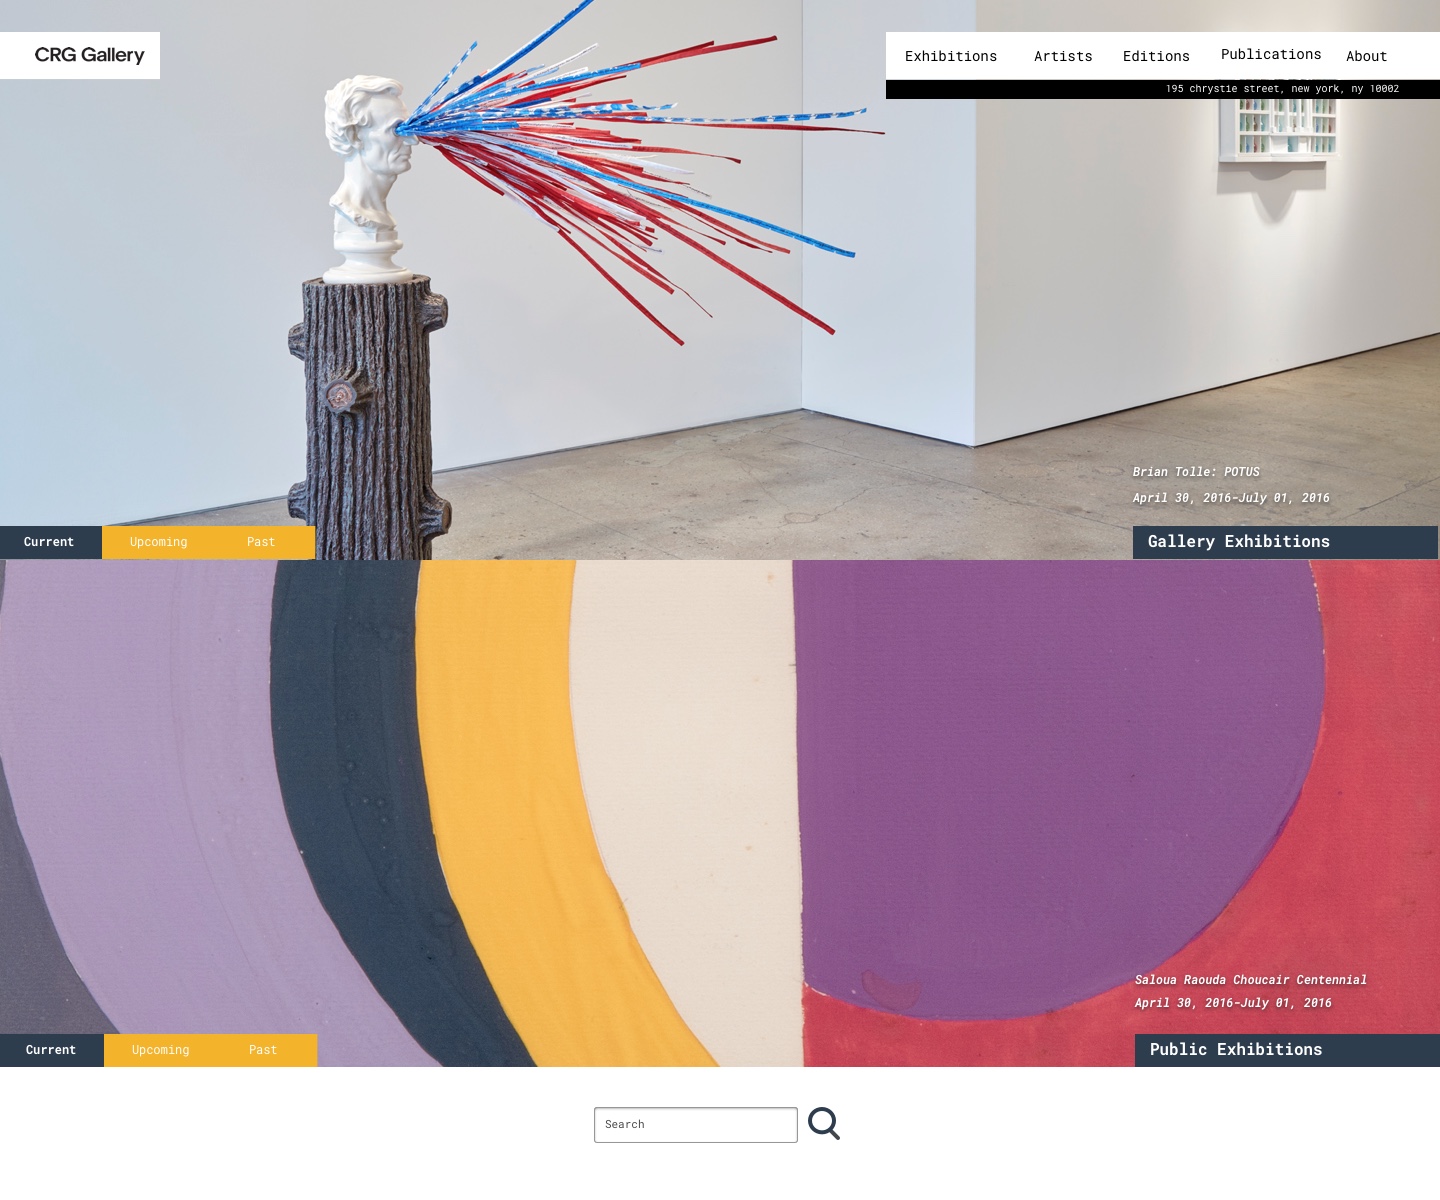 CRG Gallery
Exhibitions Artists Editions Publications About
195 chrystie street, new york, ny 10002
Brian Tolle: POTUS
April 30, 2016-July 01, 2016
Current Upcoming Past
Gallery Exhibitions
Saloua Raouda Choucair Centennial
April 30, 2016-July 01, 2016
Current Upcoming Past
Public Exhibitions
Search